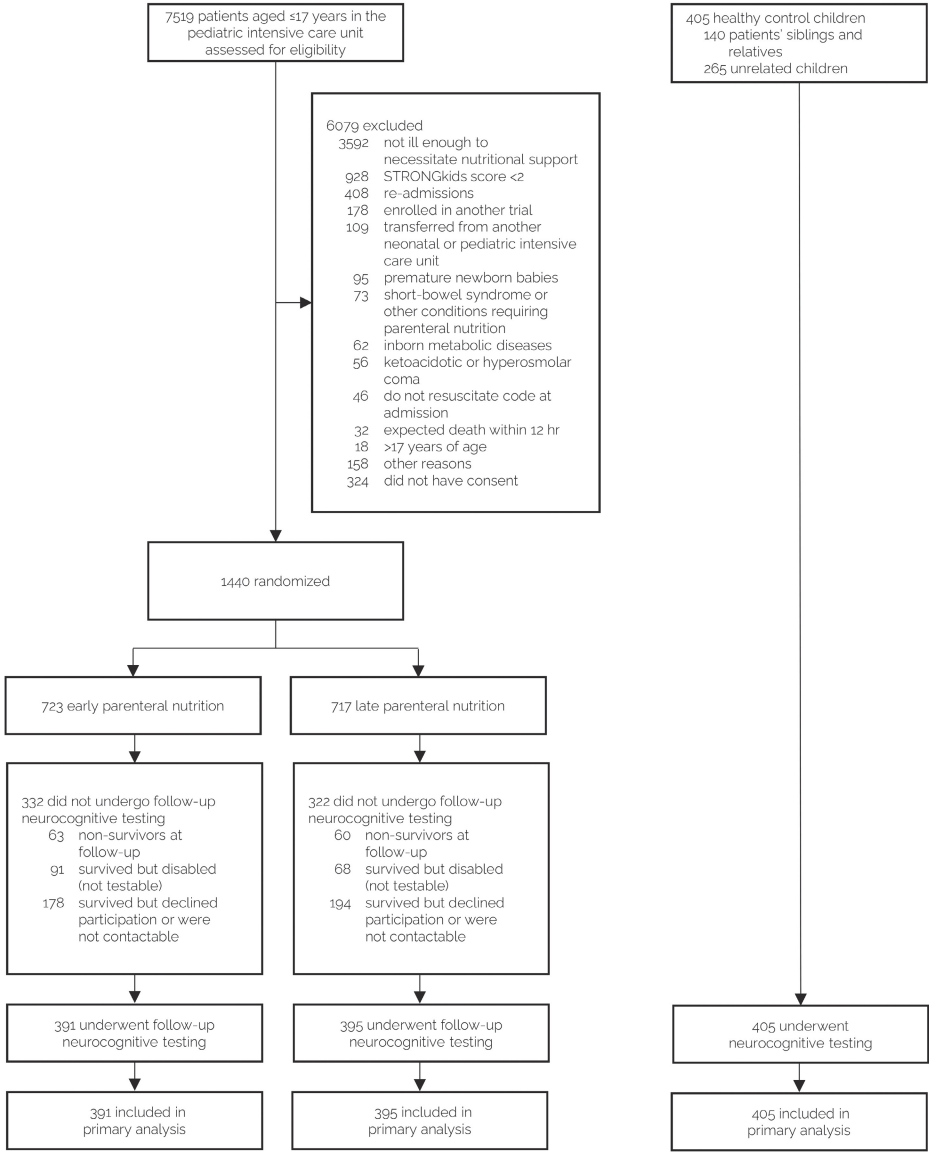 7519 patients aged ≤17 years in the
pediatric intensive care unit
assessed for eligibility
405 healthy control children
140 patients' siblings and
relatives
265 unrelated children
6079 excluded
3592 not ill enough to
necessitate nutritional support
928 STRONGkids score <2
408 re-admissions
178 enrolled in another trial
109 transferred from another
neonatal or pediatric intensive
care unit
95 premature newborn babies
73 short-bowel syndrome or
other conditions requiring
parenteral nutrition
62 inborn metabolic diseases
56 ketoacidotic or hyperosmolar
coma
46 do not resuscitate code at
admission
32 expected death within 12 hr
18 >17 years of age
158 other reasons
324 did not have consent
1440 randomized
723 early parenteral nutrition
717 late parenteral nutrition
332 did not undergo follow-up
neurocognitive testing
63 non-survivors at
follow-up
91 survived but disabled
(not testable)
178 survived but declined
participation or were
not contactable
322 did not undergo follow-up
neurocognitive testing
60 non-survivors at
follow-up
68 survived but disabled
(not testable)
194 survived but declined
participation or were
not contactable
391 underwent follow-up
neurocognitive testing
395 underwent follow-up
neurocognitive testing
405 underwent
neurocognitive testing
391 included in
primary analysis
395 included in
primary analysis
405 included in
primary analysis